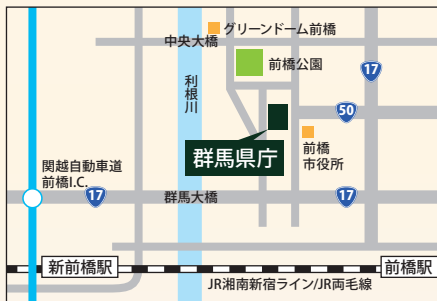 グリーンドーム前橋
中央大橋
前橋公園
17
利根川
50
群馬県庁
前橋
市役所
関越自動車道
前橋I.C.
17
群馬大橋
17
新前橋駅
前橋駅
JR湘南新宿ライン/JR両毛線